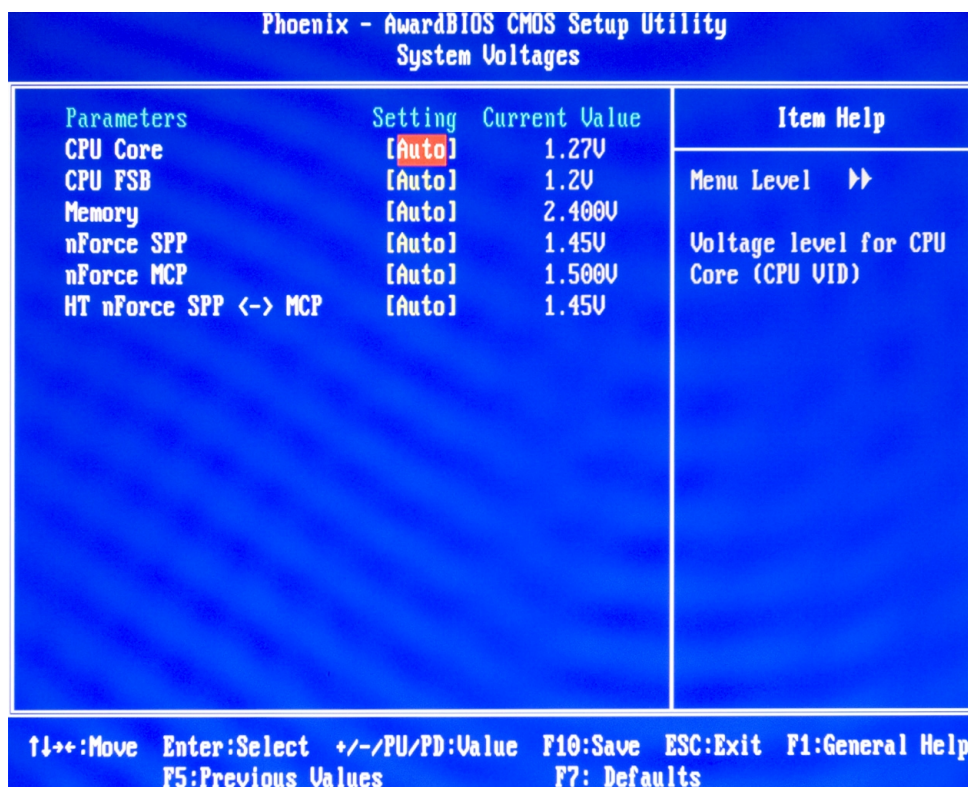 Phoenix - AwardBIOS CMOS Setup Utility
System Voltages
Parameters Setting Current Value
CPU Core [Auto] 1.27V
CPU FSB [Auto] 1.2V
Memory [Auto] 2.400V
nForce SPP [Auto] 1.45V
nForce MCP [Auto] 1.500V
HT nForce SPP <-> MCP [Auto] 1.45V
Item Help
Menu Level ▶▶
Voltage level for CPU
Core (CPU VID)
↑↓→←:Move Enter:Select +/-/PU/PD:Value F10:Save ESC:Exit F1:General Help
F5:Previous Values F7: Defaults